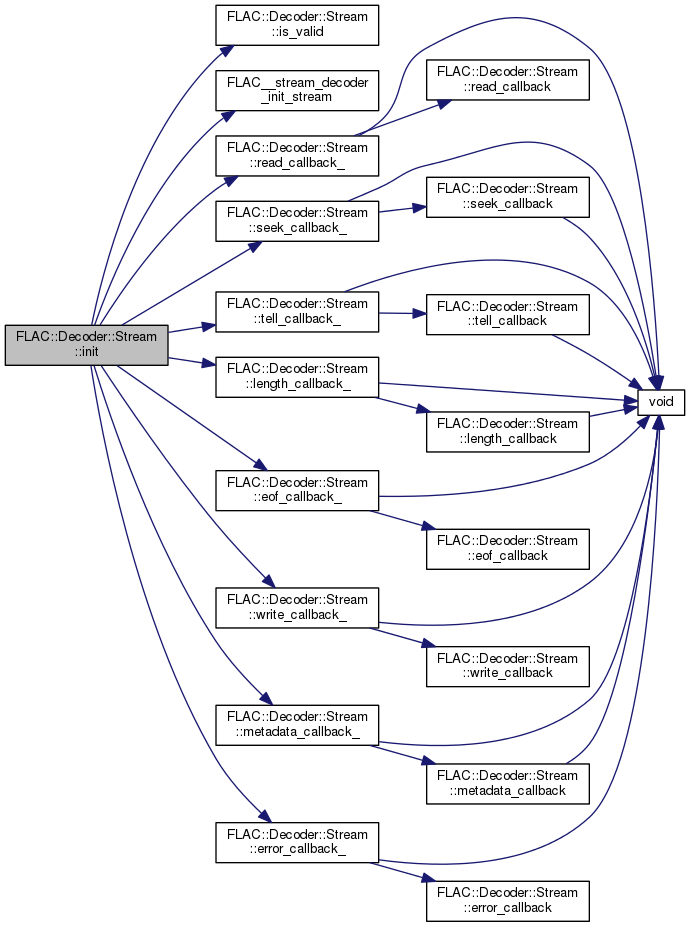 FLAC::Decoder::Stream
::init
FLAC::Decoder::Stream
::is_valid
FLAC__stream_decoder
_init_stream
FLAC::Decoder::Stream
::read_callback_
FLAC::Decoder::Stream
::seek_callback_
FLAC::Decoder::Stream
::tell_callback_
FLAC::Decoder::Stream
::length_callback_
FLAC::Decoder::Stream
::eof_callback_
FLAC::Decoder::Stream
::write_callback_
FLAC::Decoder::Stream
::metadata_callback_
FLAC::Decoder::Stream
::error_callback_
FLAC::Decoder::Stream
::read_callback
FLAC::Decoder::Stream
::seek_callback
FLAC::Decoder::Stream
::tell_callback
FLAC::Decoder::Stream
::length_callback
FLAC::Decoder::Stream
::eof_callback
FLAC::Decoder::Stream
::write_callback
FLAC::Decoder::Stream
::metadata_callback
FLAC::Decoder::Stream
::error_callback
void